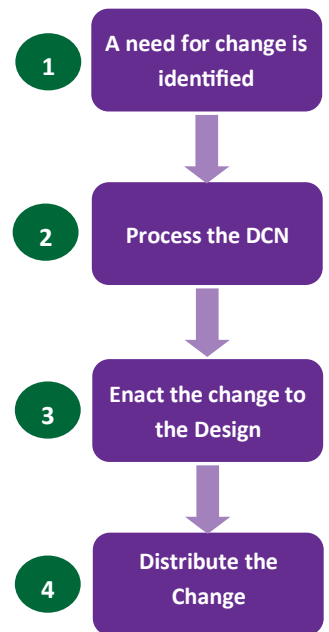 1
A need for change is
identified
2
Process the DCN
3
Enact the change to
the Design
4
Distribute the
Change